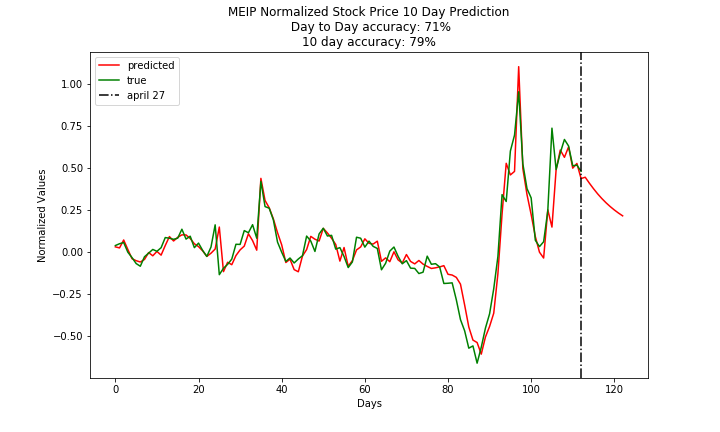 MEIP Normalized Stock Price 10 Day Prediction
Day to Day accuracy: 71%
10 day accuracy: 79%
predicted
true
april 27
1.00
0.75
0.50
0.25
0.00
−0.25
−0.50
Normalized Values
0
20
40
60
80
100
120
Days